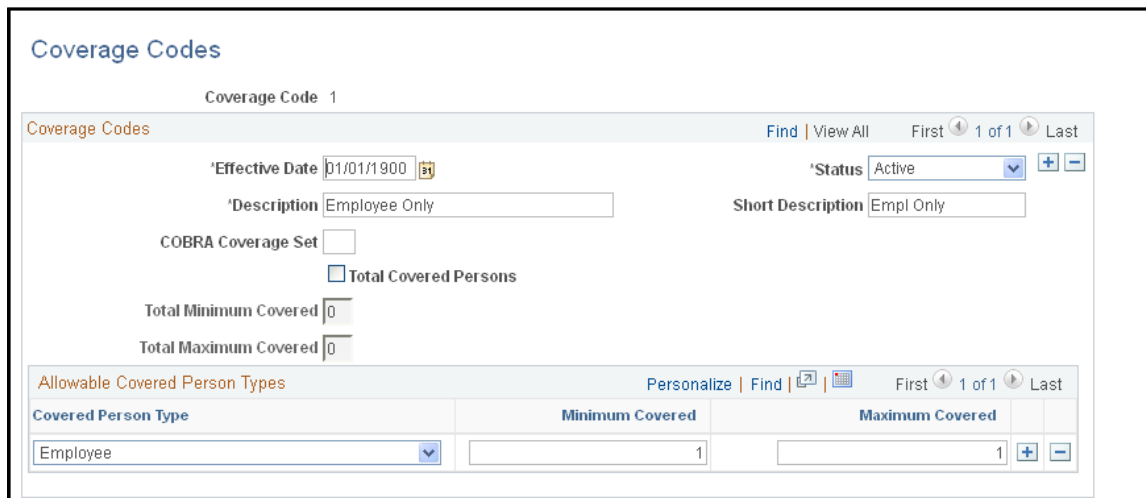 Coverage Codes
Coverage Code 1
Coverage Codes Find | View All First 1 of 1 Last
*Effective Date 01/01/1900 31 *Status Active
*Description Employee Only Short Description Empl Only
COBRA Coverage Set
Total Covered Persons
Total Minimum Covered 0
Total Maximum Covered 0
Allowable Covered Person Types Personalize | Find | | First 1 of 1 Last
Covered Person Type Minimum Covered Maximum Covered
Employee 1 1